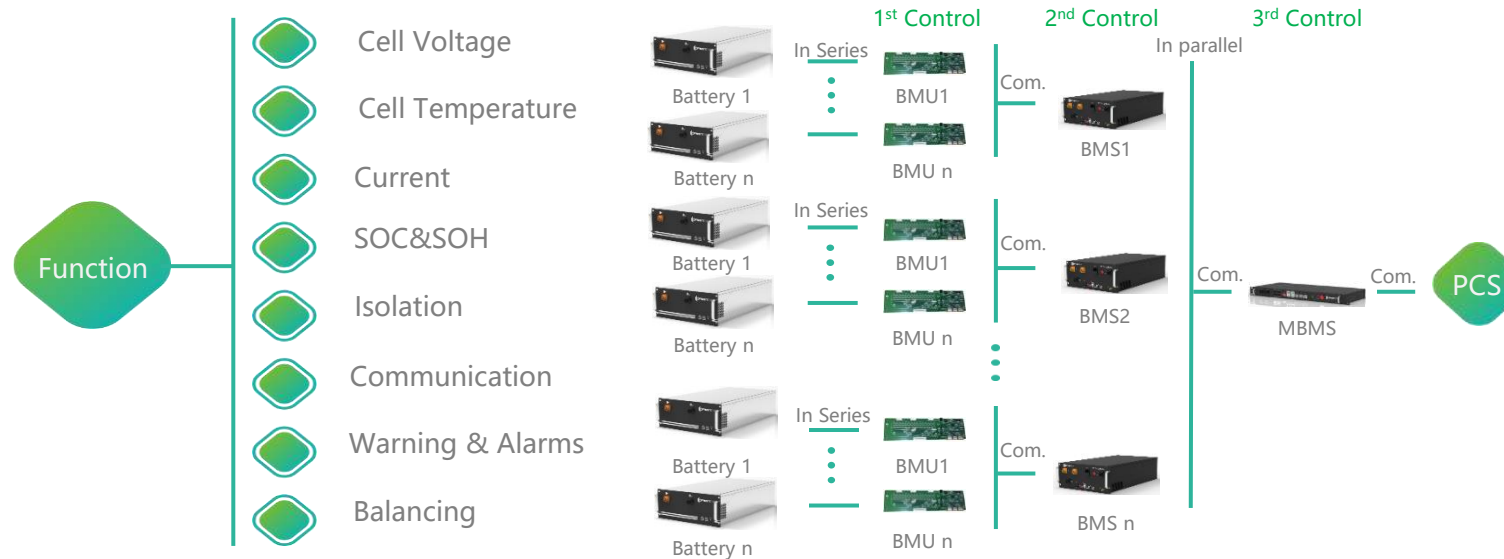 Function
Cell Voltage
Cell Temperature
Current
SOC&SOH
Isolation
Communication
Warning & Alarms
Balancing
1st Control
2nd Control
3rd Control
In parallel
In Series
Battery 1
BMU1
Com.
BMS1
Battery n
BMU n
In Series
Battery 1
BMU1
Com.
BMS2
Battery n
BMU n
Com.
MBMS
Com.
PCS
In Series
Battery 1
BMU1
Com.
BMS n
Battery n
BMU n